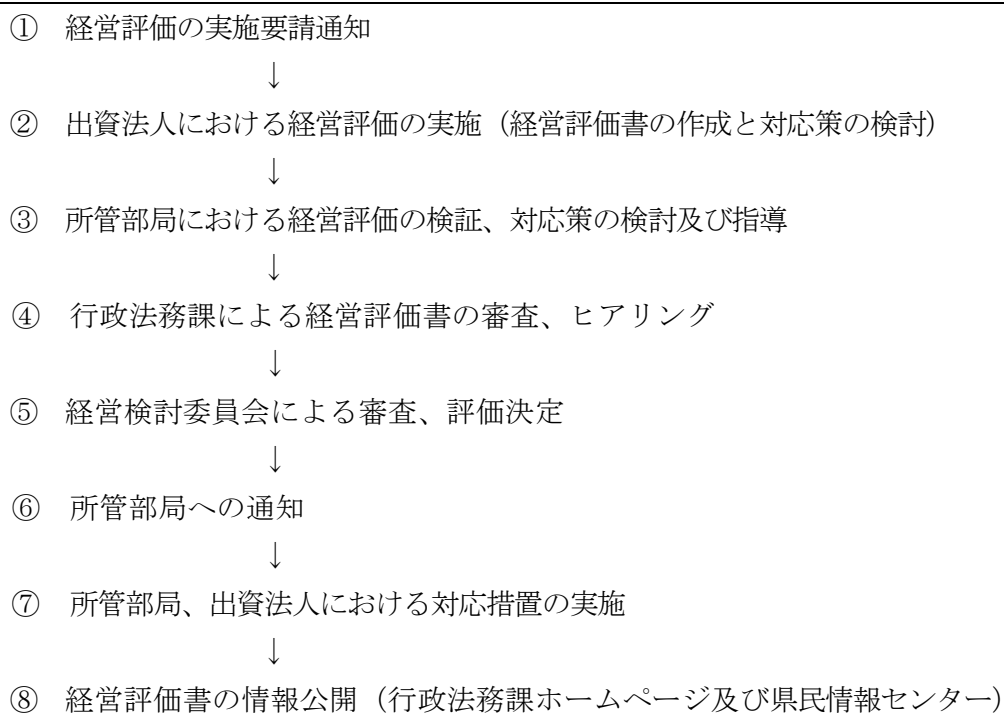 ① 経営評価の実施要請通知
↓
② 出資法人における経営評価の実施（経営評価書の作成と対応策の検討）
↓
③ 所管部局における経営評価の検証、対応策の検討及び指導
↓
④ 行政法務課による経営評価書の審査、ヒアリング
↓
⑤ 経営検討委員会による審査、評価決定
↓
⑥ 所管部局への通知
↓
⑦ 所管部局、出資法人における対応措置の実施
↓
⑧ 経営評価書の情報公開（行政法務課ホームページ及び県民情報センター）